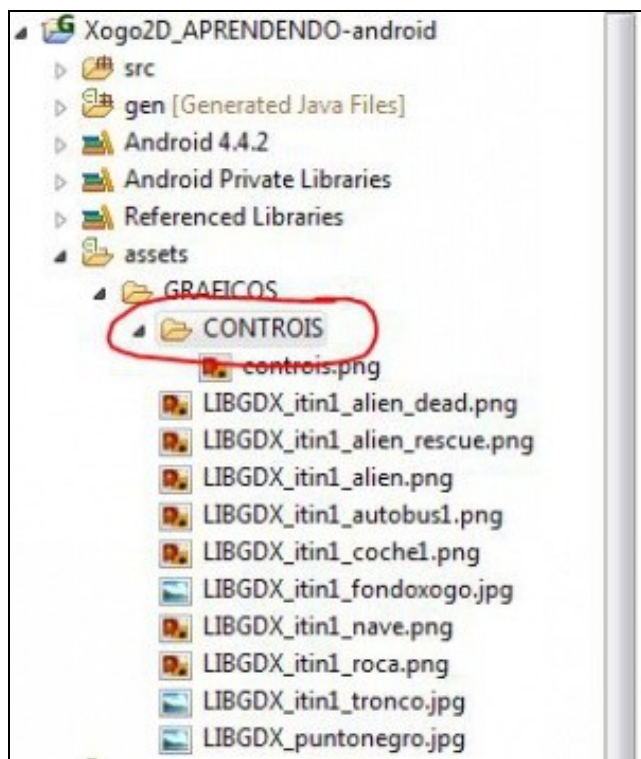 Xogo2D_APRENDENDO-android
src
gen [Generated Java Files]
Android 4.4.2
Android Private Libraries
Referenced Libraries
assets
GRAFICOS
CONTROIS
controis.png
LIBGDX_itin1_alien_dead.png
LIBGDX_itin1_alien_rescue.png
LIBGDX_itin1_alien.png
LIBGDX_itin1_autobus1.png
LIBGDX_itin1_coche1.png
LIBGDX_itin1_fondoxogo.jpg
LIBGDX_itin1_nave.png
LIBGDX_itin1_roca.png
LIBGDX_itin1_tronco.jpg
LIBGDX_puntonegro.jpg